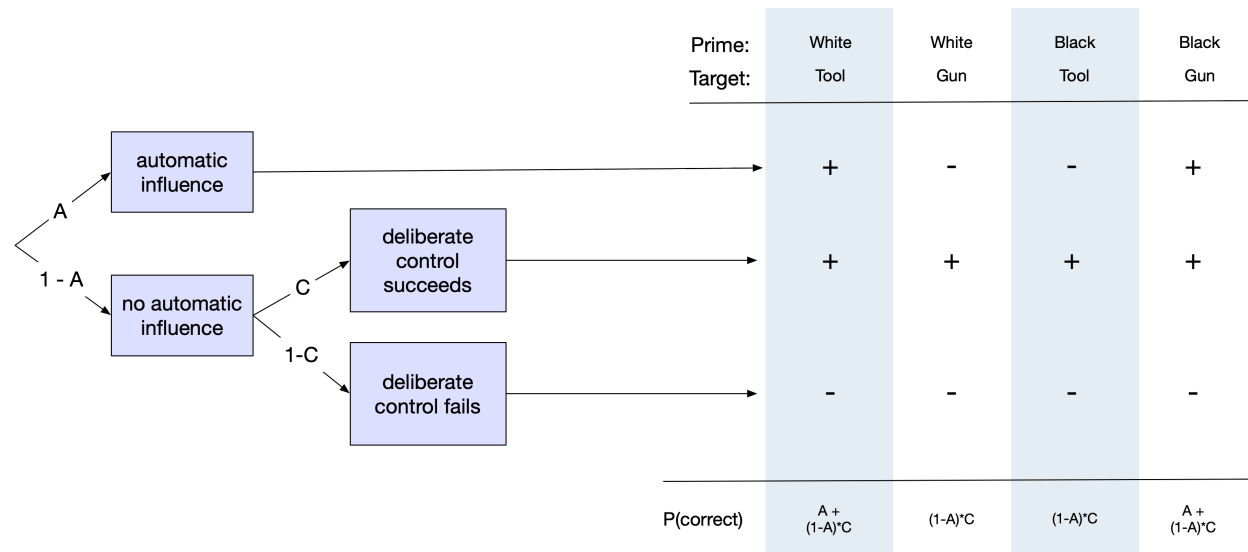 Prime: White White Black Black
Target: Tool Gun Tool Gun
automatic
influence
+ - - +
A
1 - A
no automatic
influence
C
deliberate
control
succeeds
+ + + +
1-C
deliberate
control fails
- - - -
P(correct)
A +
(1-A)*C
(1-A)*C
(1-A)*C
A +
(1-A)*C